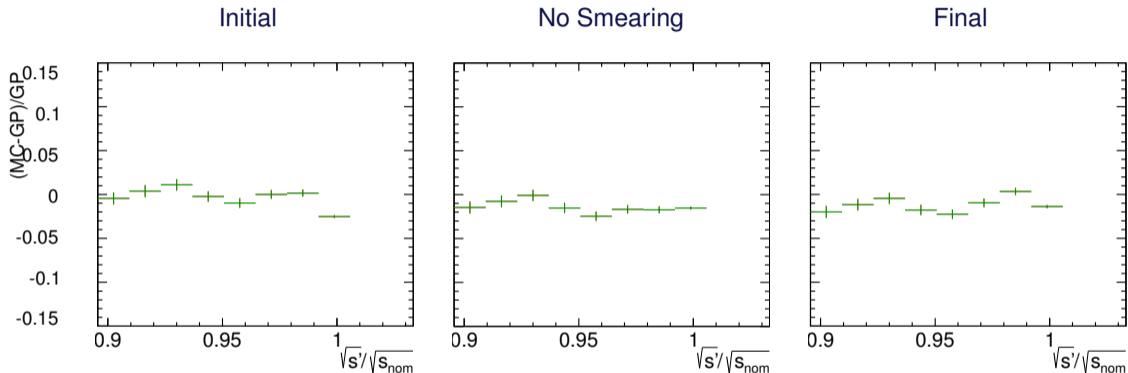 Initial No Smearing Final
(MC-GP)/GP
0.15
0.1
0.05
0
-0.05
-0.1
-0.15
0.9 0.95 1 0.9 0.95 1 0.9 0.95 1
√s'/√s_nom √s'/√s_nom √s'/√s_nom